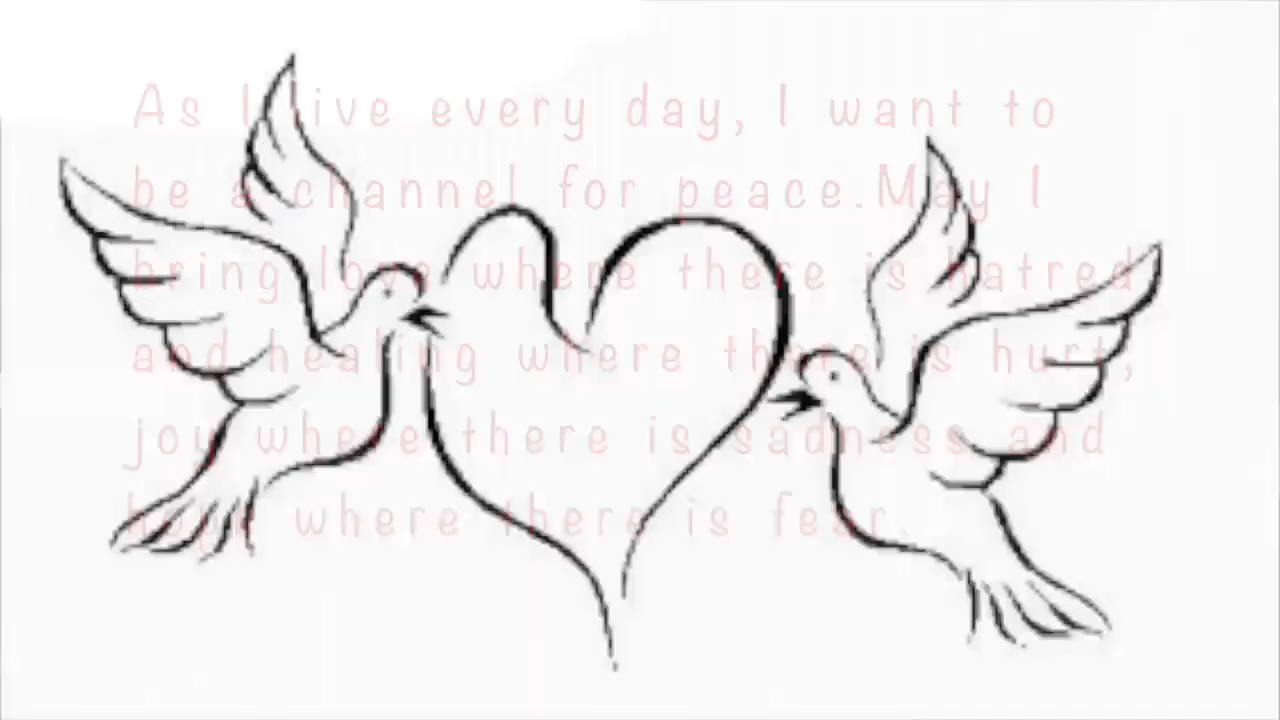 As I live every day, I want to
be a channel for peace.May I
bring love where there is hatred
and healing where there is hurt,
joy where there is sadness and
hope where there is fear.